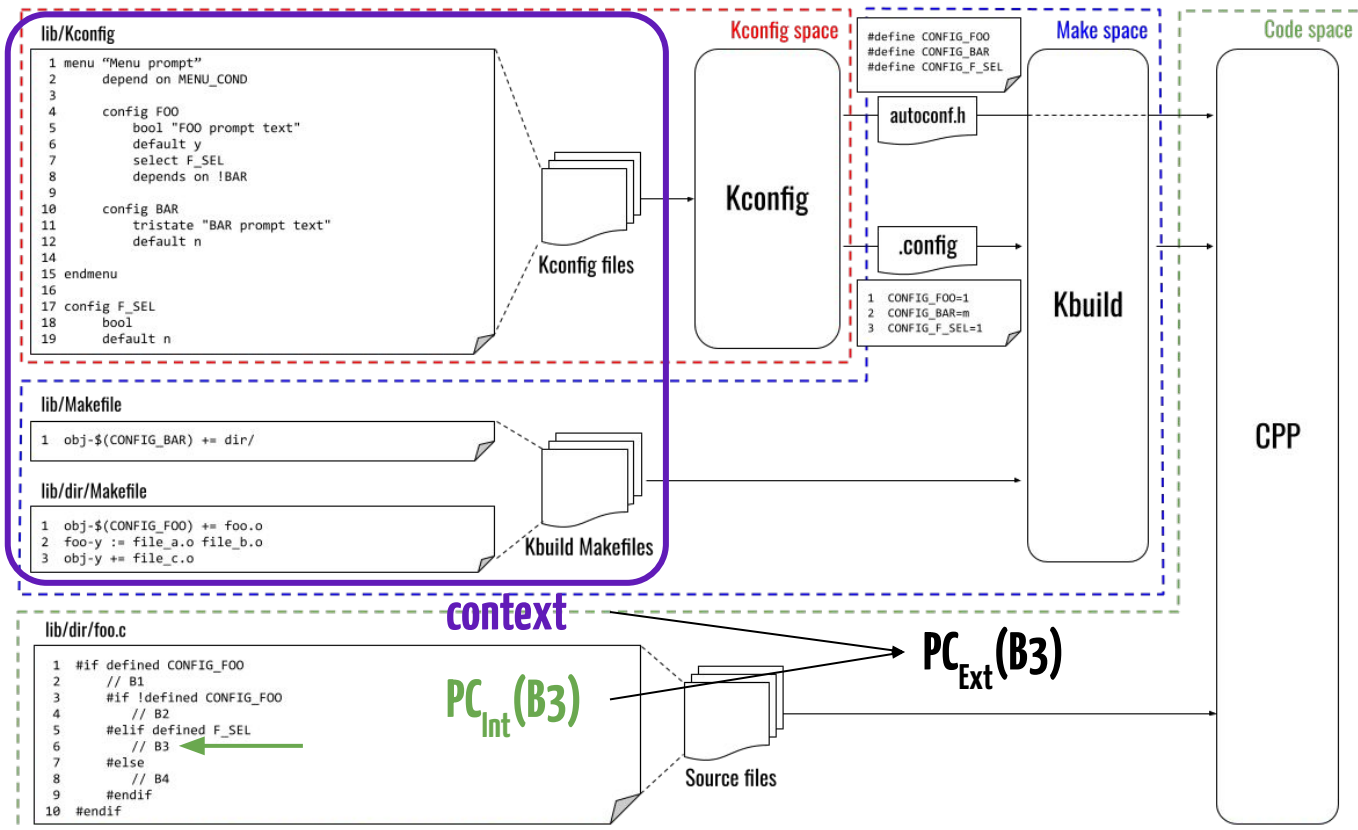 lib/Kconfig
1 menu “Menu prompt”
2 depend on MENU_COND
3
4 config FOO
5 bool "FOO prompt text"
6 default y
7 select F_SEL
8 depends on !BAR
9
10 config BAR
11 tristate "BAR prompt text"
12 default n
14
15 endmenu
16
17 config F_SEL
18 bool
19 default n
Kconfig files
Kconfig space
Kconfig
#define CONFIG_FOO
#define CONFIG_BAR
#define CONFIG_F_SEL
autoconf.h
.config
1 CONFIG_FOO=1
2 CONFIG_BAR=m
3 CONFIG_F_SEL=1
Make space
Kbuild
Code space
CPP
lib/Makefile
1 obj-$(CONFIG_BAR) += dir/
lib/dir/Makefile
1 obj-$(CONFIG_FOO) += foo.o
2 foo-y := file_a.o file_b.o
3 obj-y += file_c.o
Kbuild Makefiles
context
lib/dir/foo.c
1 #if defined CONFIG_FOO
2 // B1
3 #if !defined CONFIG_FOO
4 // B2
5 #elif defined F_SEL
6 // B3
7 #else
8 // B4
9 #endif
10 #endif
PCInt(B3)
PCExt(B3)
Source files